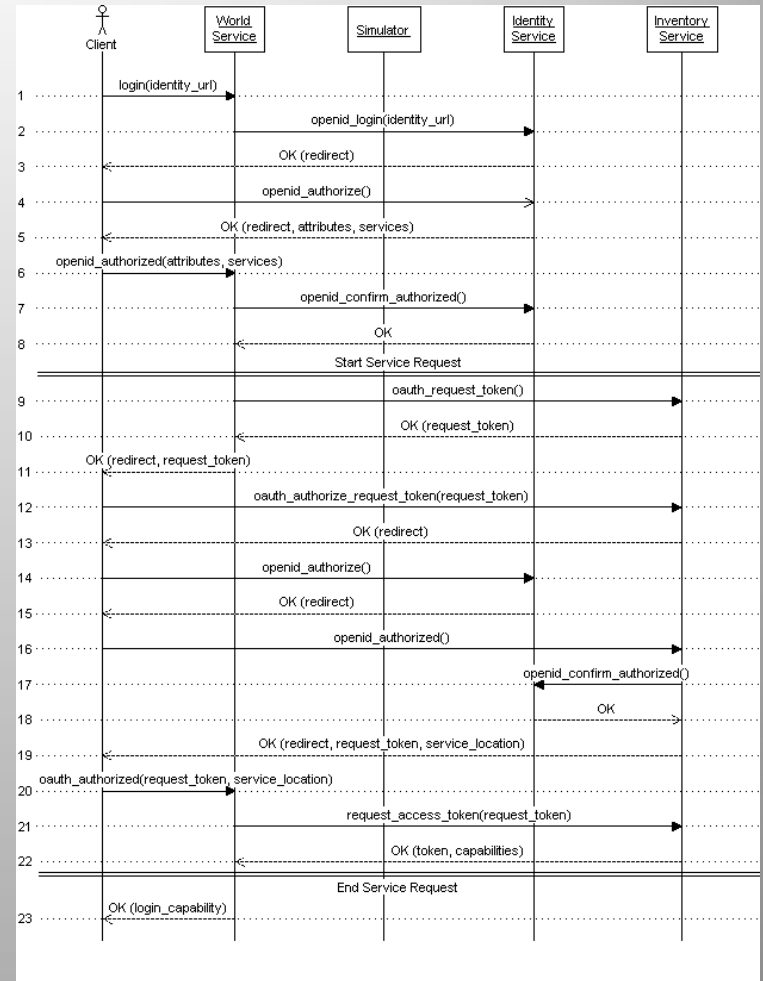 Client
World
Service
Simulator
Identity
Service
Inventory
Service
1 login(identity_url)
2 openid_login(identity_url)
3 OK (redirect)
4 openid_authorize()
5 OK (redirect, attributes, services)
6 openid_authorized(attributes, services)
7 openid_confirm_authorized()
8 OK
Start Service Request
9 oauth_request_token()
10 OK (request_token)
11 OK (redirect, request_token)
12 oauth_authorize_request_token(request_token)
13 OK (redirect)
14 openid_authorize()
15 OK (redirect)
16 openid_authorized()
17 openid_confirm_authorized()
18 OK
19 OK (redirect, request_token, service_location)
20 oauth_authorized(request_token, service_location)
21 request_access_token(request_token)
22 OK (token, capabilities)
End Service Request
23 OK (login_capability)